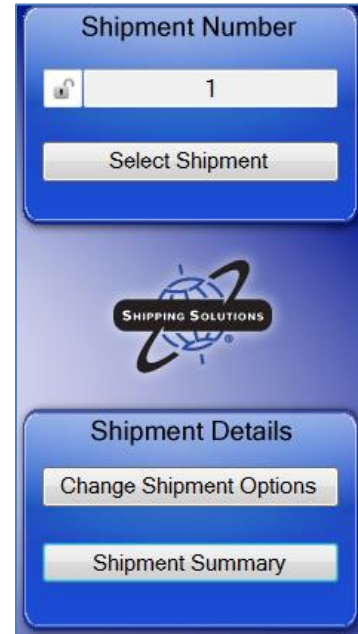 Shipment Number
1
Select Shipment
SHIPPING SOLUTIONS
®
Shipment Details
Change Shipment Options
Shipment Summary